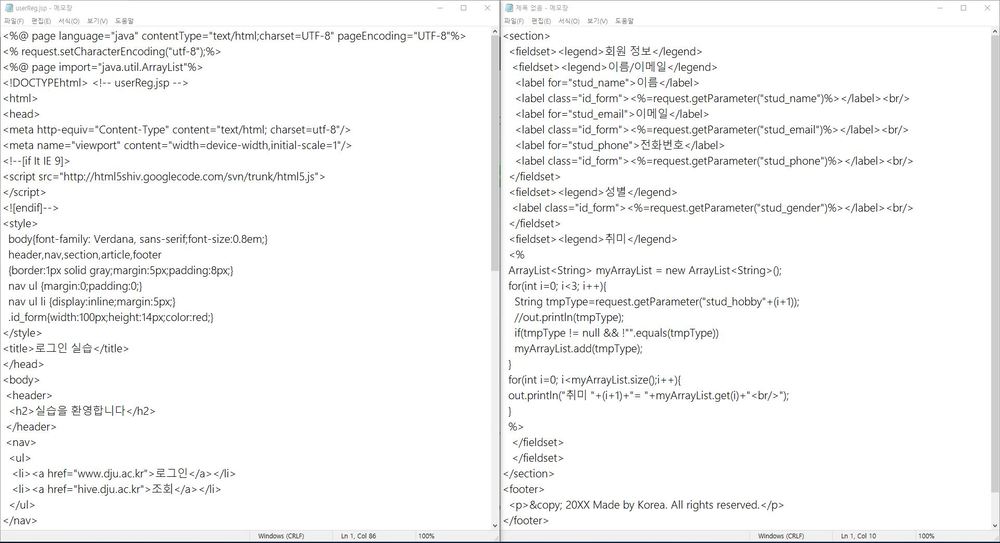 userReg.jsp - 메모장
파일(F) 편집(E) 서식(O) 보기(V) 도움말
<%@ page language="java" contentType="text/html;charset=UTF-8" pageEncoding="UTF-8"%>
<% request.setCharacterEncoding("utf-8");%>
<%@ page import="java.util.ArrayList"%>
<!DOCTYPEhtml> <!-- userReg.jsp -->
<html>
<head>
<meta http-equiv="Content-Type" content="text/html; charset=utf-8"/>
<meta name="viewport" content="width=device-width,initial-scale=1"/>
<!--[if lt IE 9]>
<script src="http://html5shiv.googlecode.com/svn/trunk/html5.js">
</script>
<![endif]-->
<style>
body{font-family: Verdana, sans-serif;font-size:0.8em;}
header,nav,section,article,footer
{border:1px solid gray;margin:5px;padding:8px;}
nav ul {margin:0;padding:0;}
nav ul li {display:inline;margin:5px;}
.id_form{width:100px;height:14px;color:red;}
</style>
<title>로그인 실습</title>
</head>
<body>
<header>
<h2>실습을 환영합니다</h2>
</header>
<nav>
<ul>
<li><a href="www.dju.ac.kr">로그인</a></li>
<li><a href="hive.dju.ac.kr">조회</a></li>
</ul>
</nav>
Windows (CRLF) Ln 1, Col 86 100%
제목 없음 - 메모장
파일(F) 편집(E) 서식(O) 보기(V) 도움말
<section>
<fieldset><legend>회원 정보</legend>
<fieldset><legend>이름/이메일</legend>
<label for="stud_name">이름</label>
<label class="id_form"><%=request.getParameter("stud_name")%></label><br/>
<label for="stud_email">이메일</label>
<label class="id_form"><%=request.getParameter("stud_email")%></label><br/>
<label for="stud_phone">전화번호</label>
<label class="id_form"><%=request.getParameter("stud_phone")%></label><br/>
</fieldset>
<fieldset><legend>성별</legend>
<label class="id_form"><%=request.getParameter("stud_gender")%></label><br/>
</fieldset>
<fieldset><legend>취미</legend>
<%
ArrayList<String> myArrayList = new ArrayList<String>();
for(int i=0; i<3; i++){
String tmpType=request.getParameter("stud_hobby"+(i+1));
//out.println(tmpType);
if(tmpType != null && !"".equals(tmpType))
myArrayList.add(tmpType);
}
for(int i=0; i<myArrayList.size();i++){
out.println("취미 "+(i+1)+"= "+myArrayList.get(i)+"<br/>");
}
%>
</fieldset>
</fieldset>
</section>
<footer>
<p>&copy; 20XX Made by Korea. All rights reserved.</p>
</footer>
Windows (CRLF) Ln 1, Col 10 100%